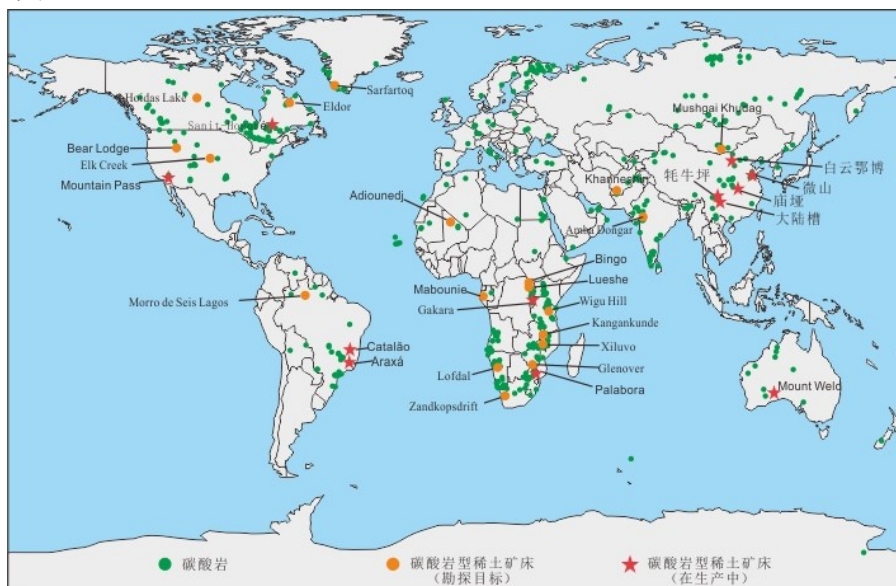 Sarfartoq
Hoidas Lake
Eldor
Mushgai Khudag
Bear Lodge
白云鄂博
Elk Creek
牦牛坪
Khanneshin
微山
Mountain Pass
庙垭
Adiounedj
大陆槽
Amba Dongar
Bingo
Lueshe
Mabounie
Morro de Seis Lagos
Gakara
Wigu Hill
Kangankunde
Catalão
Xiluvo
Araxá
Lofdal
Glenover
Mount Weld
Palabora
Zandkopsdrift
碳酸岩
碳酸岩型稀土矿床
(勘探目标)
碳酸岩型稀土矿床
(在生产中)